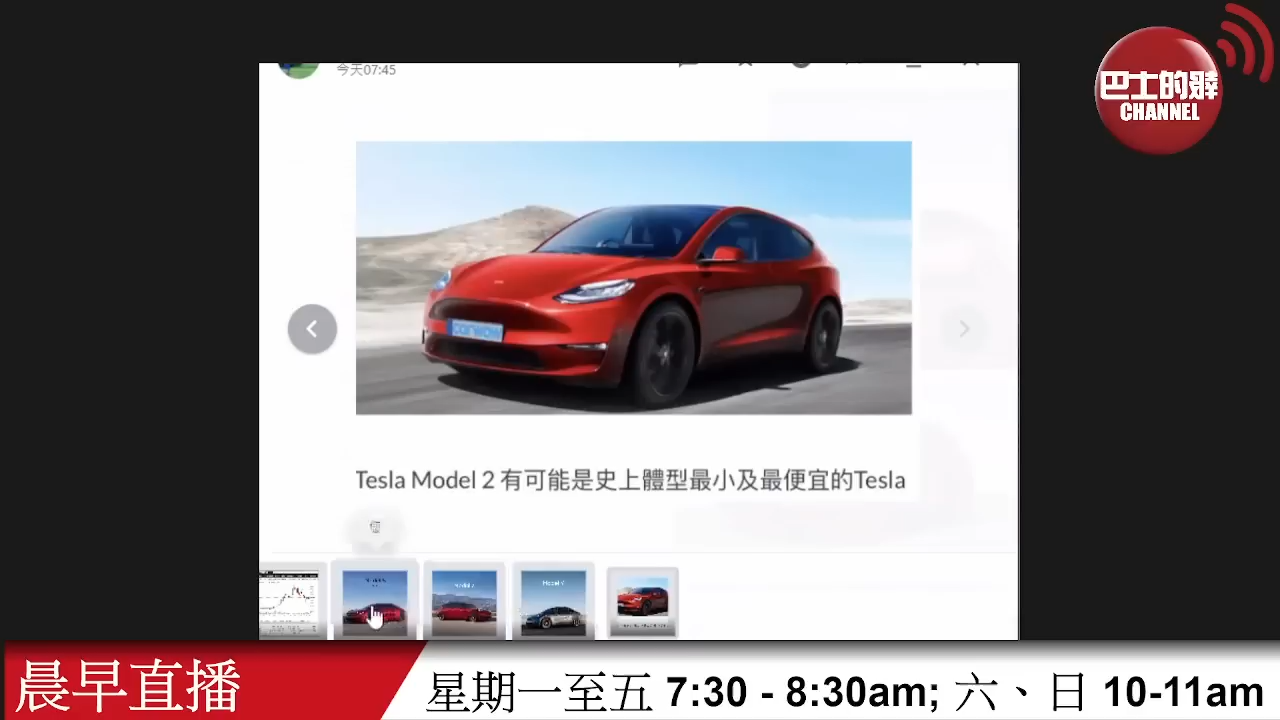 今天07:45
巴士的報
CHANNEL
carwow
Tesla Model 2 有可能是史上體型最小及最便宜的Tesla
晨早直播
星期一至五 7:30 - 8:30am; 六、日 10-11am